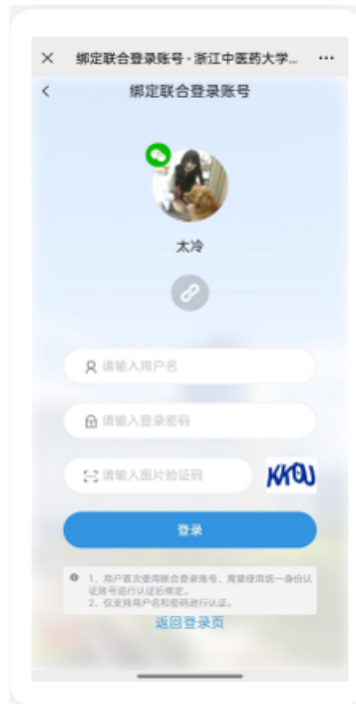 绑定联合登录账号 - 浙江中医药大学...
绑定联合登录账号
太冷
请输入用户名
请输入登录密码
请输入图片验证码
登录
1、用户首次使用联合登录账号，需要使用统一身份认
证账号进行认证后绑定。
2、仅支持用户名和密码进行认证。
返回登录页